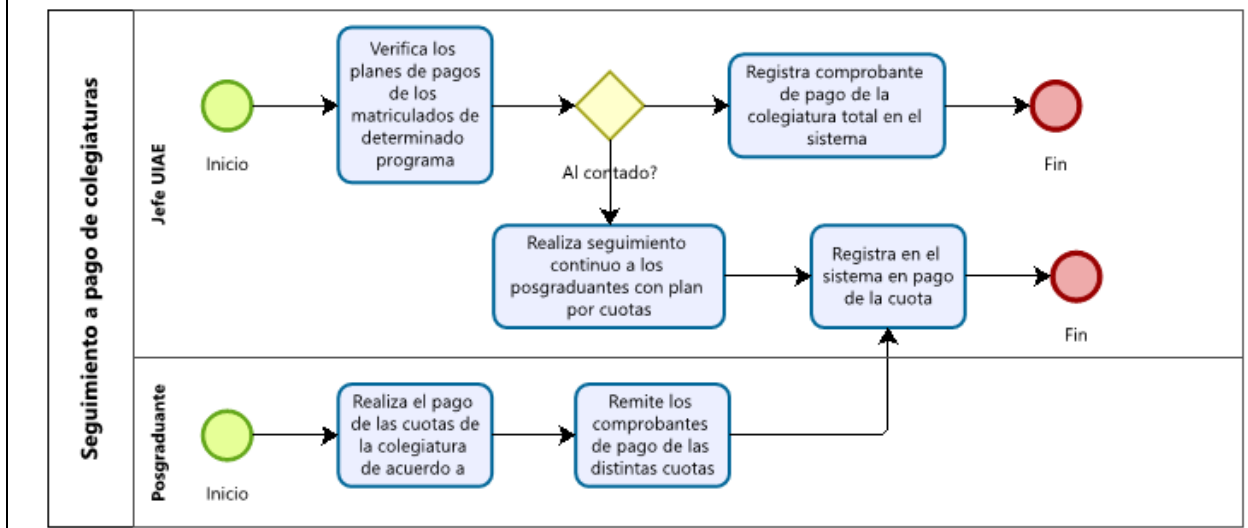 Seguimiento a pago de colegiaturas
Jefe UIAE
Inicio
Verifica los
planes de pagos
de los
matriculados de
determinado
programa
Al contado?
Registra comprobante
de pago de la
colegiatura total en el
sistema
Fin
Realiza seguimiento
continuo a los
posgraduantes con plan
por cuotas
Registra en el
sistema en pago
de la cuota
Fin
Posgraduante
Inicio
Realiza el pago
de las cuotas de
la colegiatura
de acuerdo a
Remite los
comprobantes
de pago de las
distintas cuotas